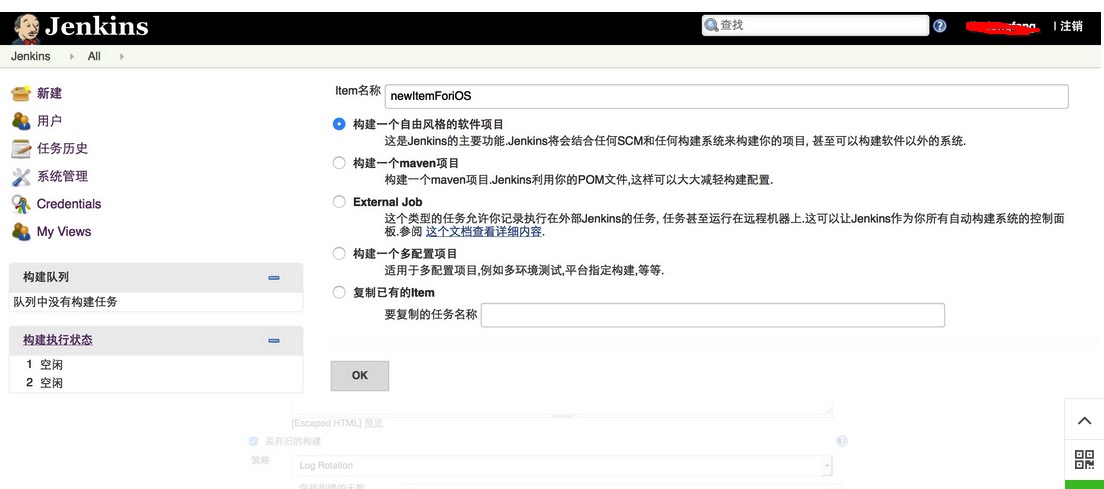 Jenkins
查找
注销
Jenkins
All
新建
用户
任务历史
系统管理
Credentials
My Views
构建队列
队列中没有构建任务
构建执行状态
1 空闲
2 空闲
Item名称
newItemForiOS
构建一个自由风格的软件项目
这是Jenkins的主要功能.Jenkins将会结合任何SCM和任何构建系统来构建你的项目, 甚至可以构建软件以外的系统.
构建一个maven项目
构建一个maven项目.Jenkins利用你的POM文件,这样可以大大减轻构建配置.
External Job
这个类型的任务允许你记录执行在外部Jenkins的任务, 任务甚至运行在远程机器上.这可以让Jenkins作为你所有自动构建系统的控制面
板.参阅 这个文档查看详细内容.
构建一个多配置项目
适用于多配置项目,例如多环境测试,平台指定构建,等等.
复制已有的Item
要复制的任务名称
OK
[Escaped HTML] 预览
丢弃旧的构建
策略
Log Rotation
保持构建的天数